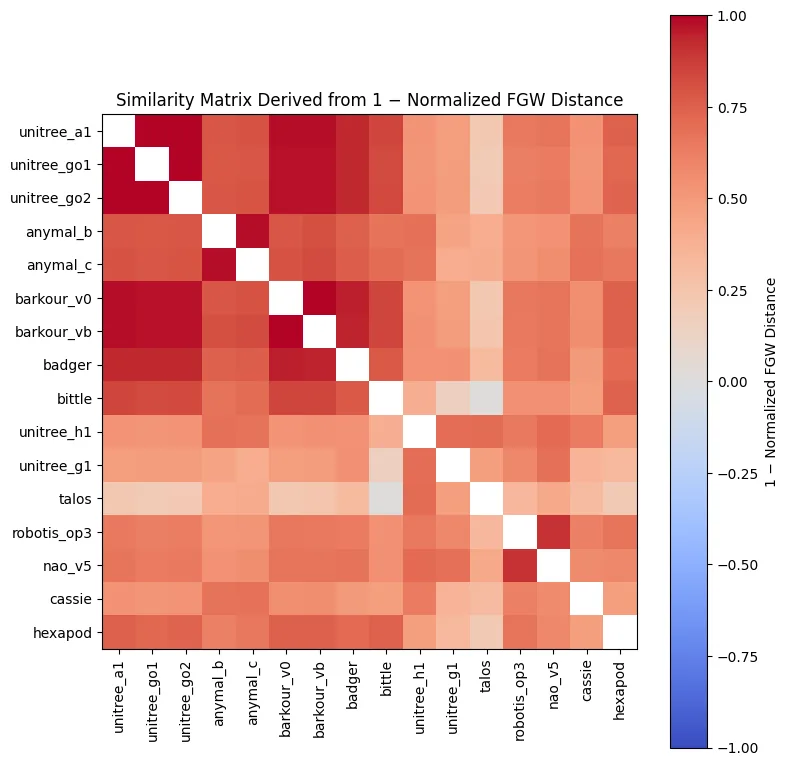 Similarity Matrix Derived from 1 − Normalized FGW Distance
unitree_a1
unitree_go1
unitree_go2
anymal_b
anymal_c
barkour_v0
barkour_vb
badger
bittle
unitree_h1
unitree_g1
talos
robotis_op3
nao_v5
cassie
hexapod
unitree_a1
unitree_go1
unitree_go2
anymal_b
anymal_c
barkour_v0
barkour_vb
badger
bittle
unitree_h1
unitree_g1
talos
robotis_op3
nao_v5
cassie
hexapod
1.00
0.75
0.50
0.25
0.00
−0.25
−0.50
−0.75
−1.00
1 − Normalized FGW Distance